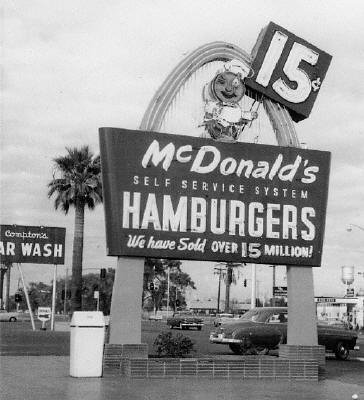 15¢
McDonald's
SELF SERVICE SYSTEM
HAMBURGERS
We have Sold OVER 15 MILLION!
Compton's
AR WASH